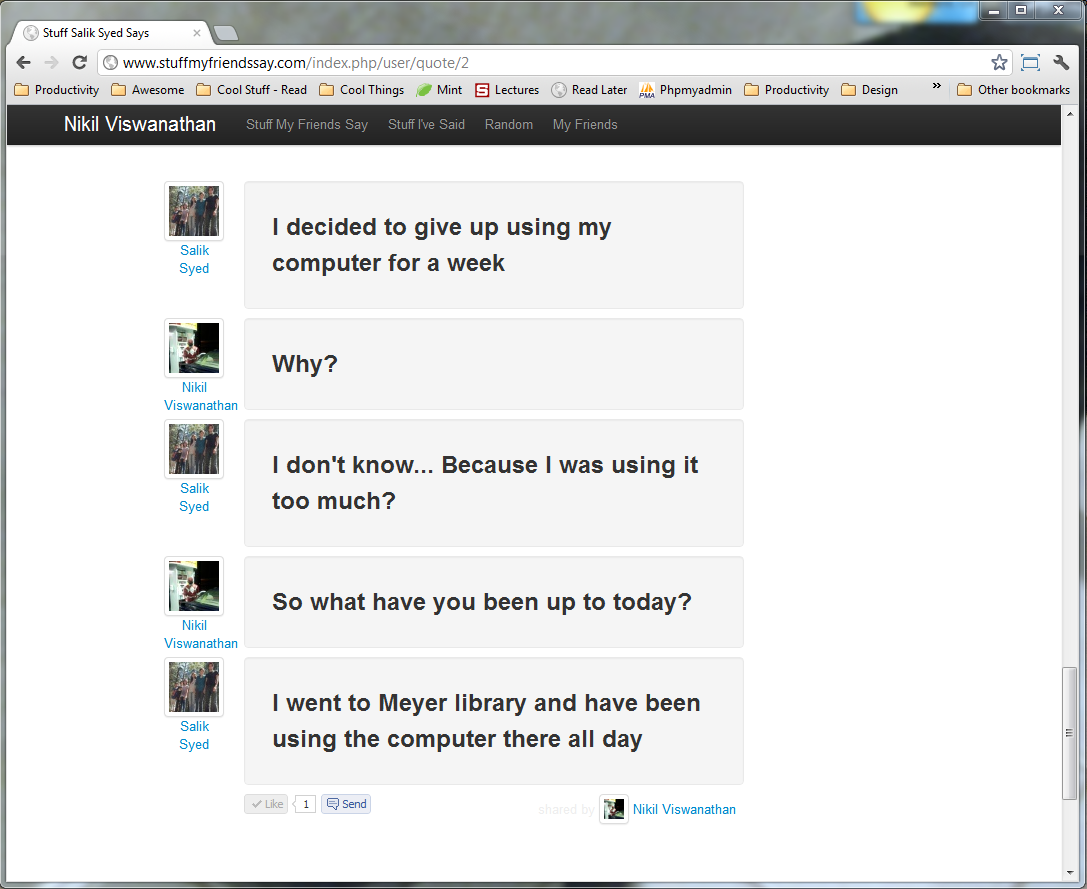 Stuff Salik Syed Says
www.stuffmyfriendssay.com/index.php/user/quote/2
Productivity Awesome Cool Stuff - Read Cool Things Mint Lectures Read Later Phpmyadmin Productivity Design » Other bookmarks
Nikil Viswanathan Stuff My Friends Say Stuff I've Said Random My Friends
I decided to give up using my
computer for a week
Salik
Syed
Why?
Nikil
Viswanathan
I don't know... Because I was using it
too much?
Salik
Syed
So what have you been up to today?
Nikil
Viswanathan
I went to Meyer library and have been
using the computer there all day
Salik
Syed
Like 1 Send shared by Nikil Viswanathan